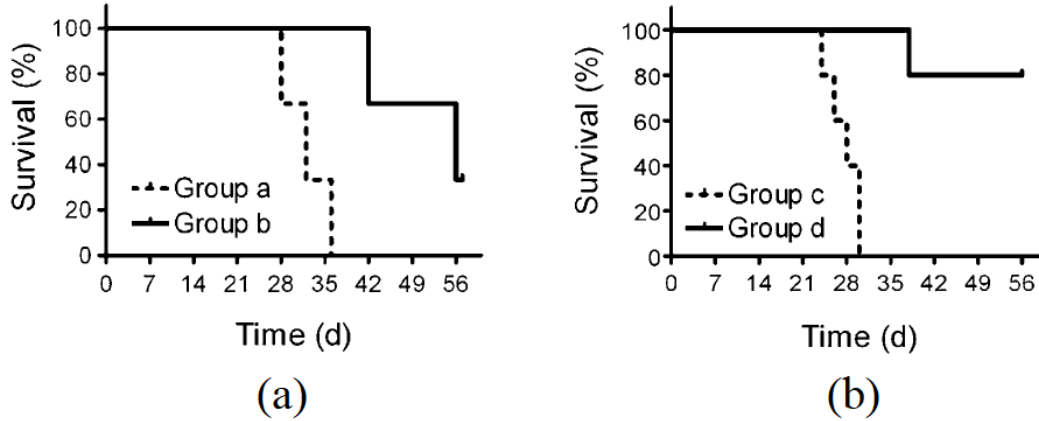 Survival (%)
100
80
60
40
20
0
Group a
Group b
0 7 14 21 28 35 42 49 56
Time (d)
(a)
Survival (%)
100
80
60
40
20
0
Group c
Group d
0 7 14 21 28 35 42 49 56
Time (d)
(b)